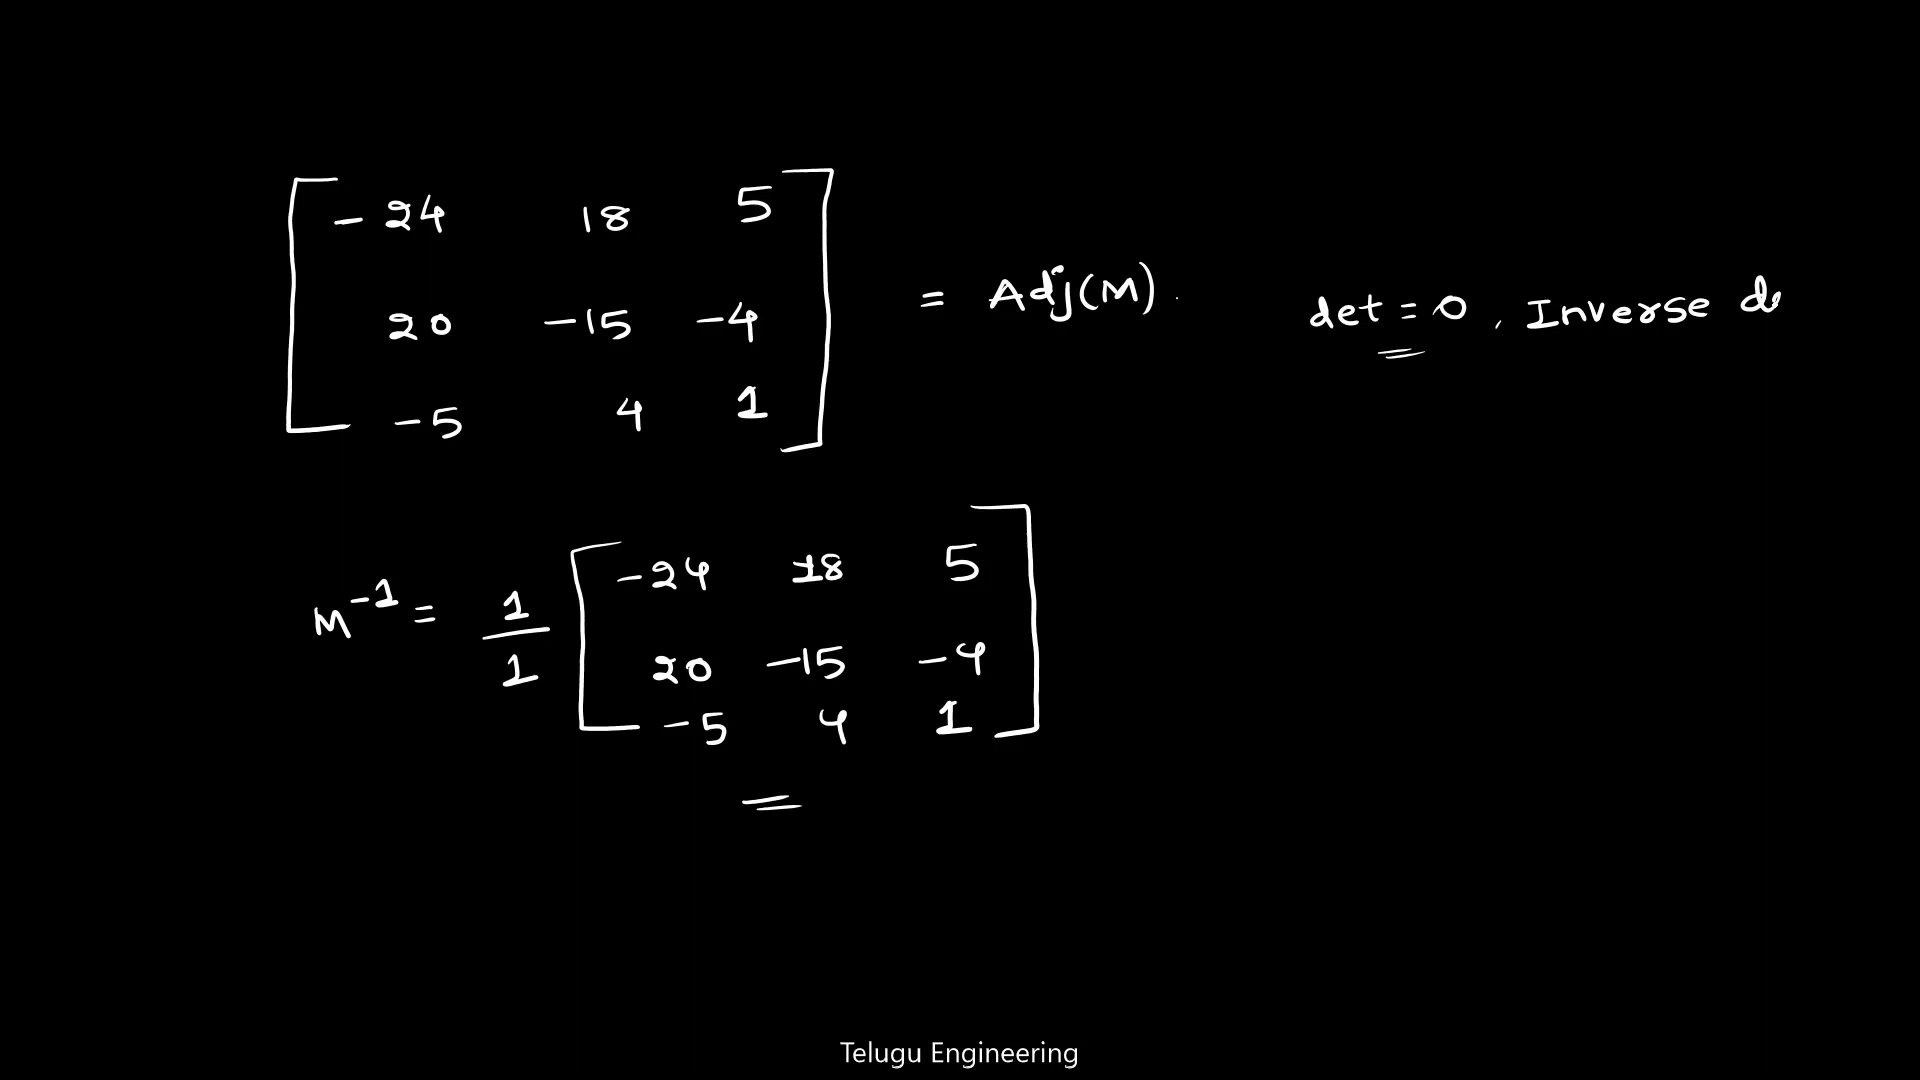 -24 18 5
20 -15 -4
-5 4 1
= Adj(M).
det = 0, Inverse do
M⁻¹ = 1/1
-24 18 5
20 -15 -4
-5 4 1
Telugu Engineering